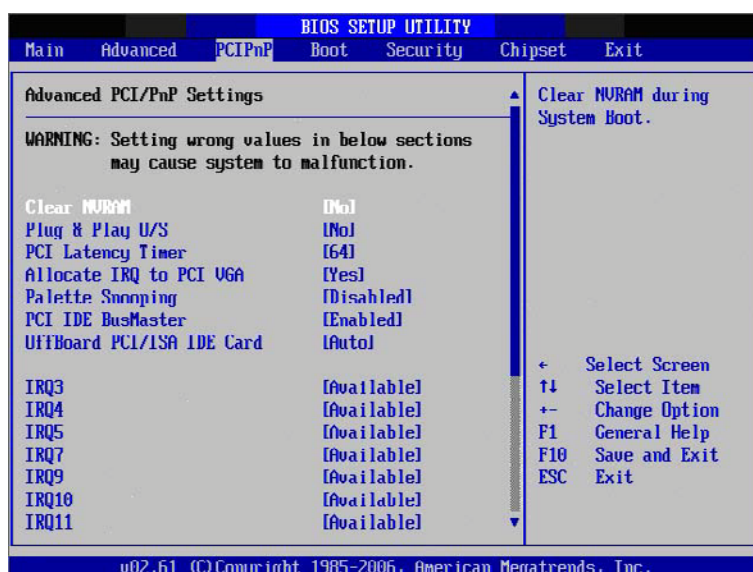 BIOS SETUP UTILITY
Main Advanced PCIPnP Boot Security Chipset Exit
Advanced PCI/PnP Settings
WARNING: Setting wrong values in below sections
may cause system to malfunction.
Clear NVRAM [No]
Plug & Play O/S [No]
PCI Latency Timer [64]
Allocate IRQ to PCI VGA [Yes]
Palette Snooping [Disabled]
PCI IDE BusMaster [Enabled]
OffBoard PCI/ISA IDE Card [Auto]
IRQ3 [Available]
IRQ4 [Available]
IRQ5 [Available]
IRQ7 [Available]
IRQ9 [Available]
IRQ10 [Available]
IRQ11 [Available]
Clear NVRAM during
System Boot.
← Select Screen
↑↓ Select Item
+- Change Option
F1 General Help
F10 Save and Exit
ESC Exit
v02.61 (C)Copyright 1985-2006, American Megatrends, Inc.